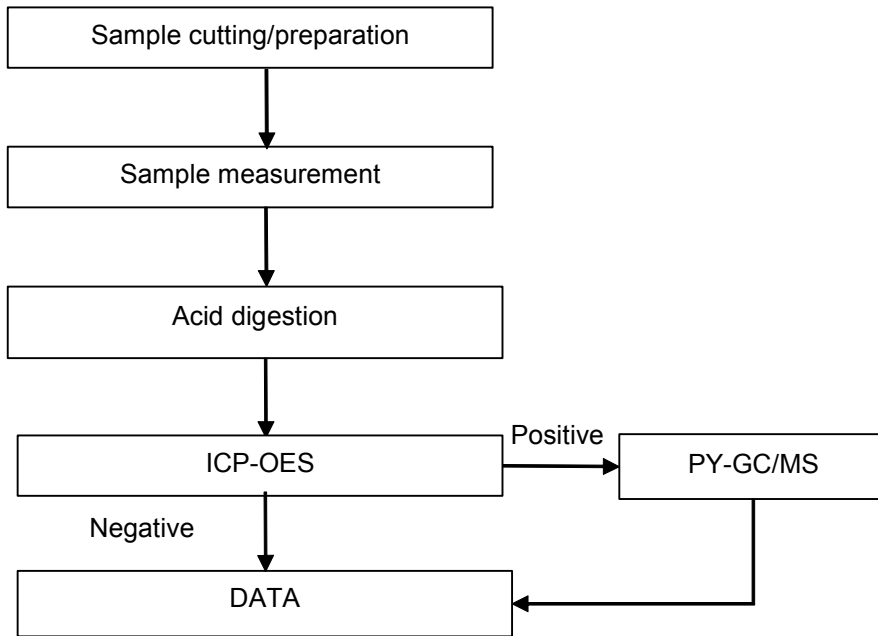 Sample cutting/preparation
Sample measurement
Acid digestion
Positive
ICP-OES
PY-GC/MS
Negative
DATA